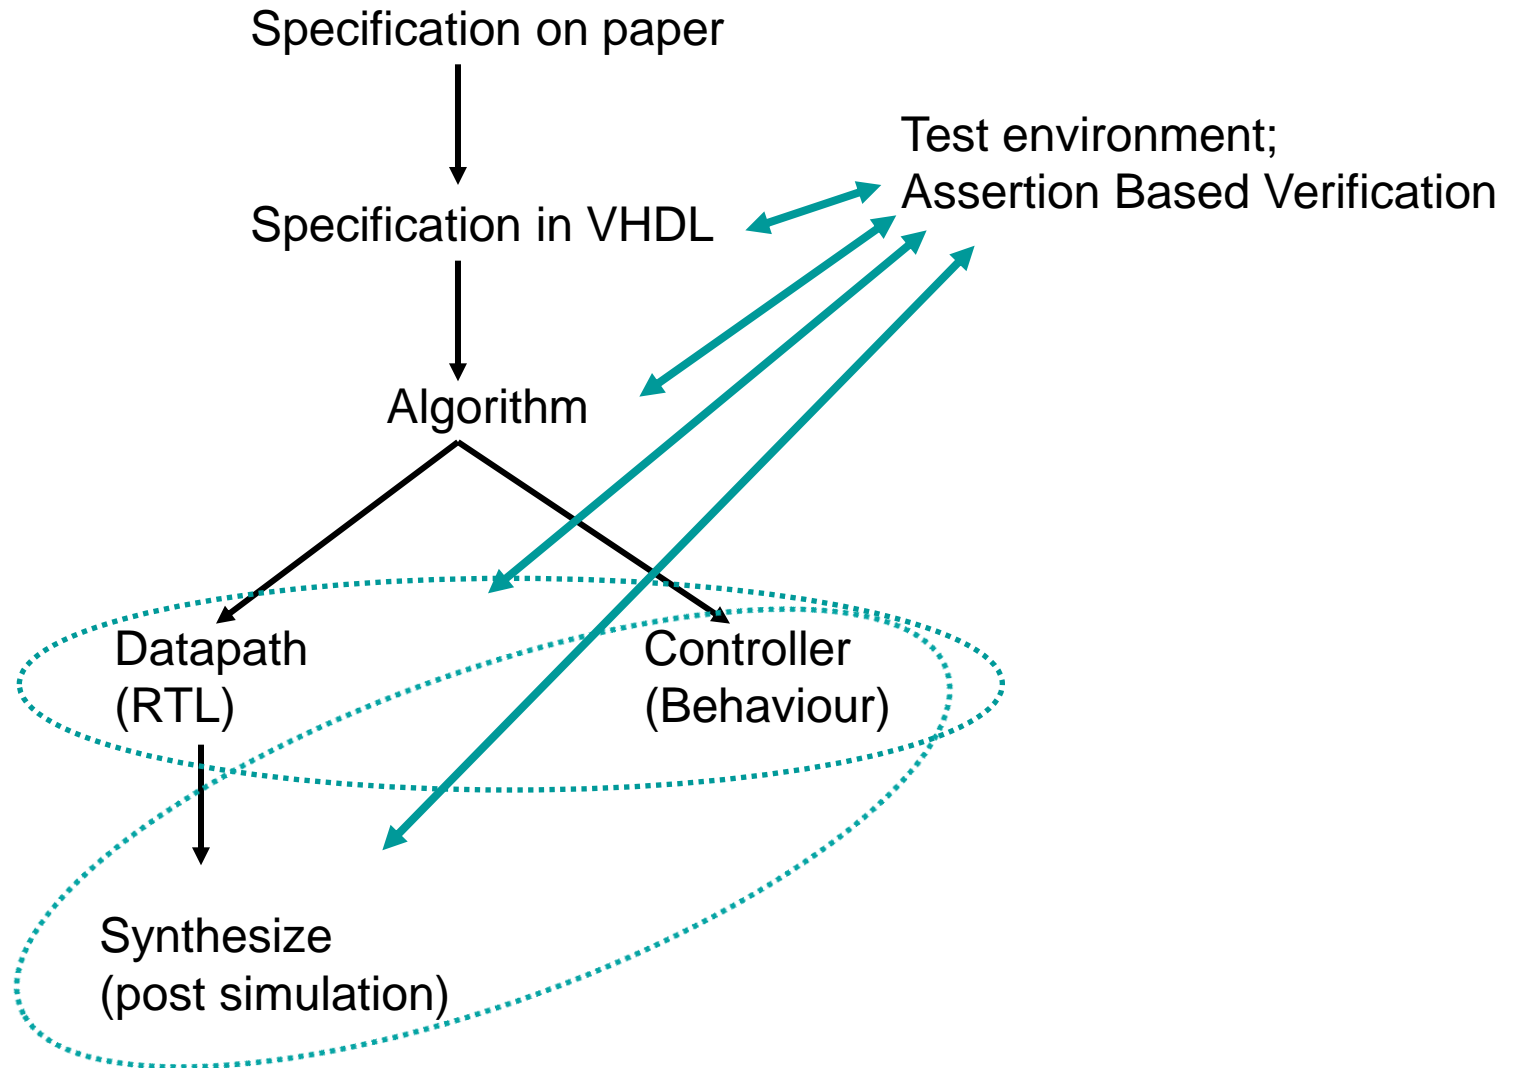 Specification on paper
Test environment;
Assertion Based Verification
Specification in VHDL
Algorithm
Datapath
(RTL)
Controller
(Behaviour)
Synthesize
(post simulation)